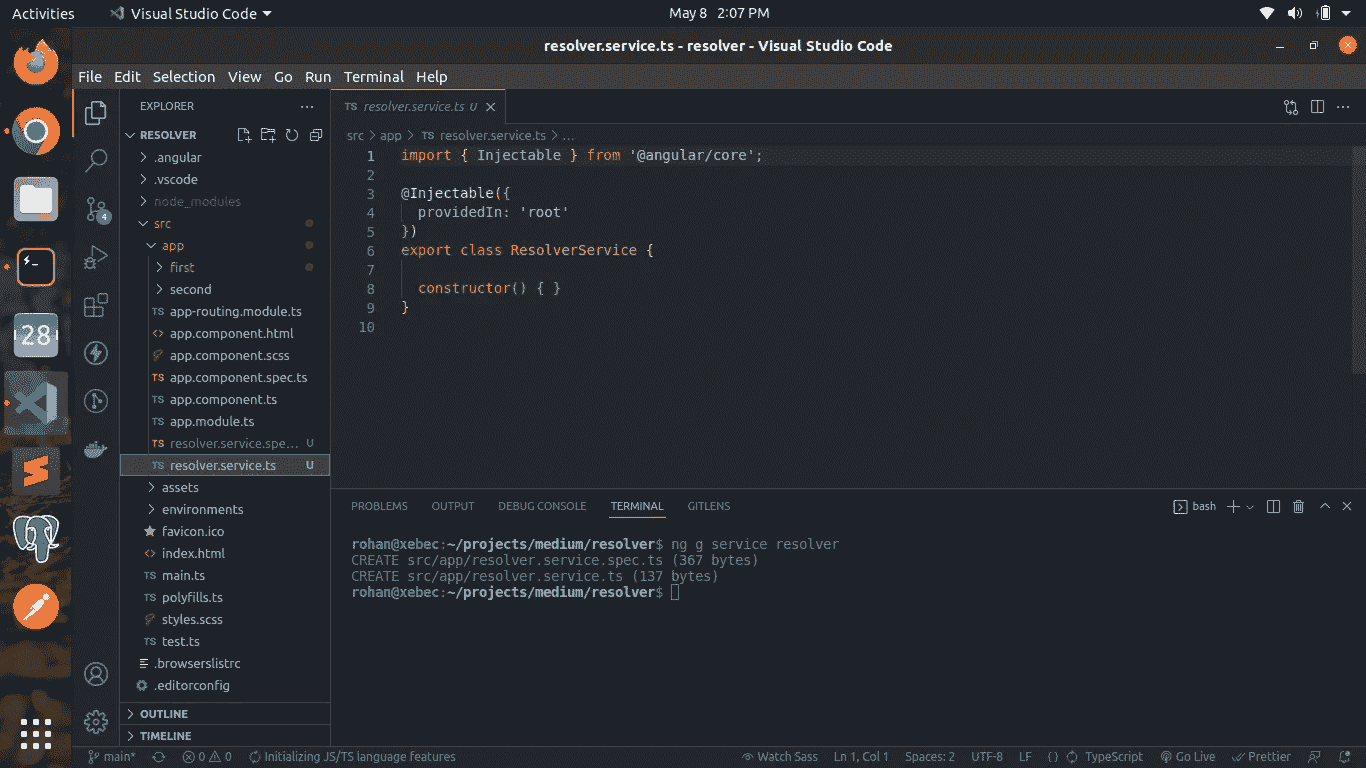 Activities Visual Studio Code May 8 2:07 PM
resolver.service.ts - resolver - Visual Studio Code
File Edit Selection View Go Run Terminal Help
EXPLORER ...
RESOLVER
.angular
.vscode
node_modules
src
app
first
second
TS app-routing.module.ts
<> app.component.html
app.component.scss
TS app.component.spec.ts
TS app.component.ts
TS app.module.ts
TS resolver.service.spe... U
TS resolver.service.ts U
assets
environments
favicon.ico
<> index.html
TS main.ts
TS polyfills.ts
styles.scss
TS test.ts
.browserslistrc
.editorconfig
OUTLINE
TIMELINE
4
28
TS resolver.service.ts U
src > app > TS resolver.service.ts > ...
1 import { Injectable } from '@angular/core';
2
3 @Injectable({
4 providedIn: 'root'
5 })
6 export class ResolverService {
7
8 constructor() { }
9 }
10
PROBLEMS OUTPUT DEBUG CONSOLE TERMINAL GITLENS bash
rohan@xebec:~/projects/medium/resolver$ ng g service resolver
CREATE src/app/resolver.service.spec.ts (367 bytes)
CREATE src/app/resolver.service.ts (137 bytes)
rohan@xebec:~/projects/medium/resolver$
main* 0 0 Initializing JS/TS language features Watch Sass Ln 1, Col 1 Spaces: 2 UTF-8 LF {} TypeScript Go Live Prettier